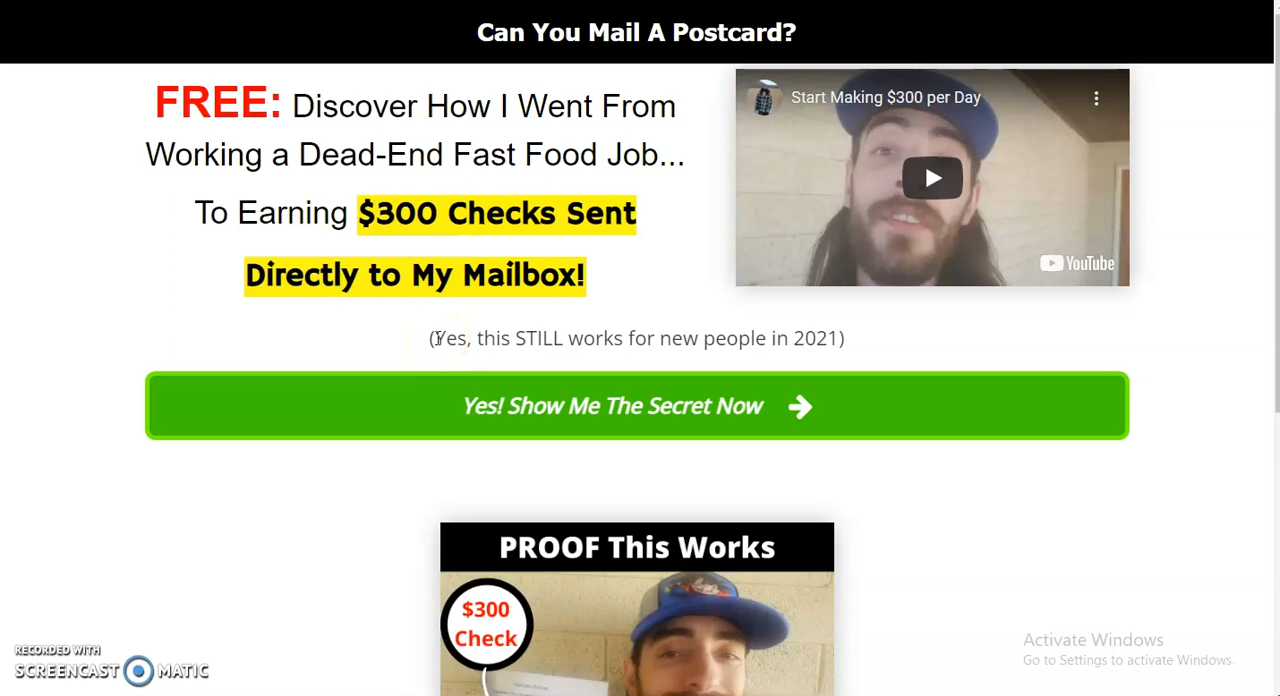 Can You Mail A Postcard?
FREE: Discover How I Went From
Working a Dead-End Fast Food Job...
To Earning $300 Checks Sent
Directly to My Mailbox!
Start Making $300 per Day
YouTube
(Yes, this STILL works for new people in 2021)
Yes! Show Me The Secret Now
PROOF This Works
$300
Check
Activate Windows
Go to Settings to activate Windows.
RECORDED WITH
SCREENCAST MATIC